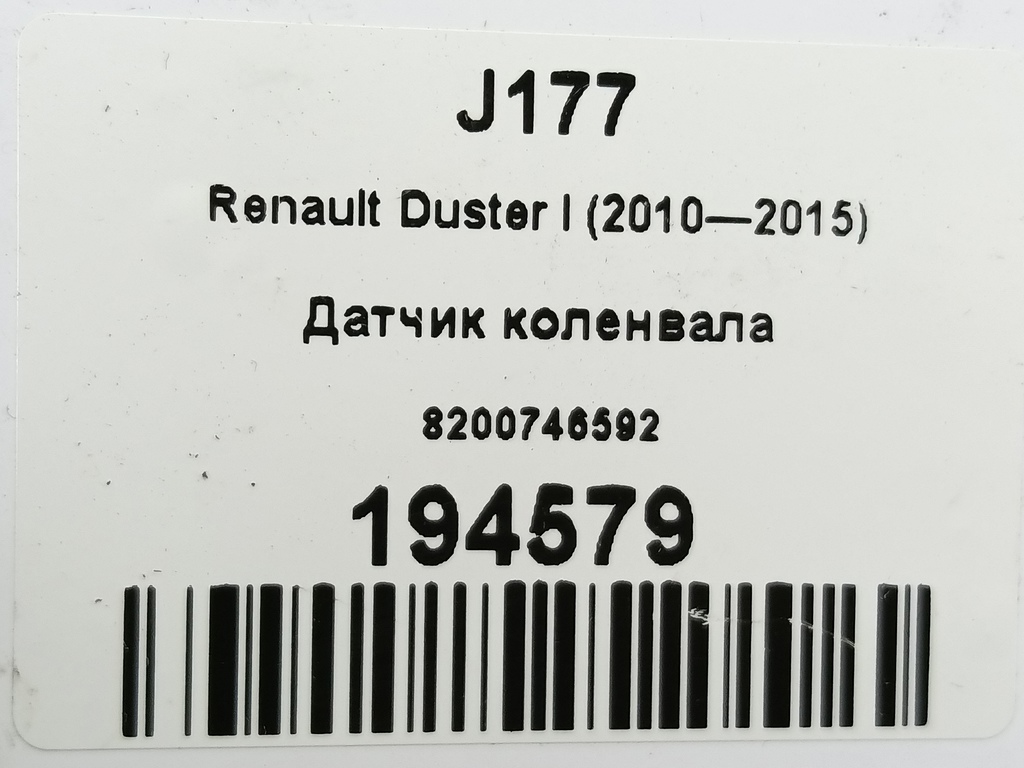 J177
Renault Duster I (2010—2015)
Датчик коленвала
8200746592
194579